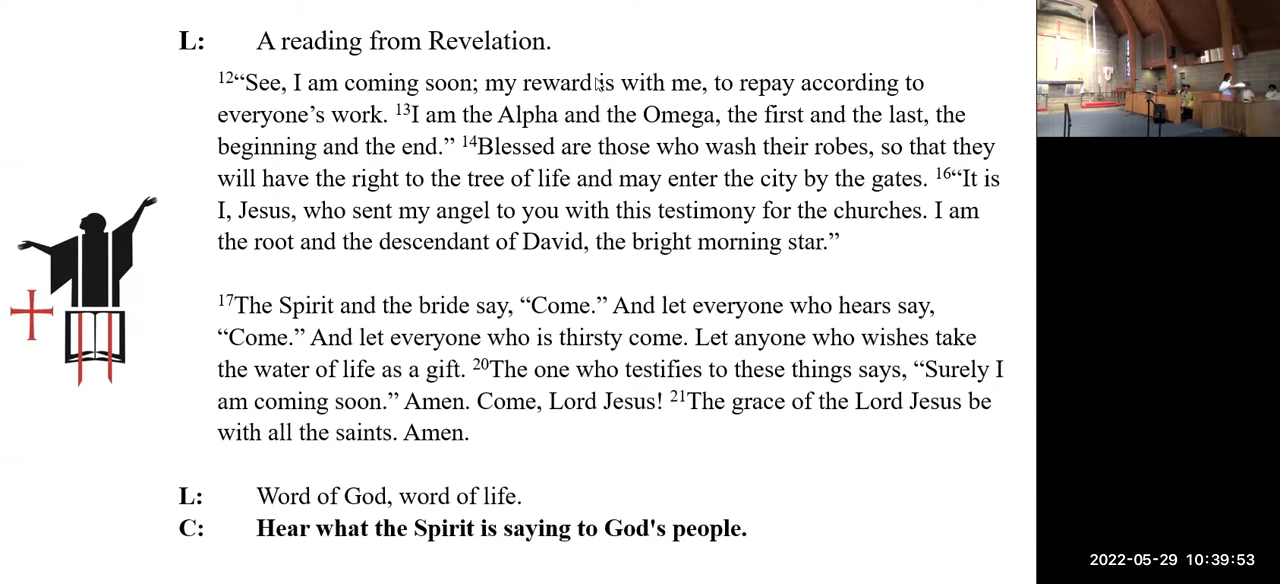 L: A reading from Revelation.
12“See, I am coming soon; my reward is with me, to repay according to
everyone’s work. 13I am the Alpha and the Omega, the first and the last, the
beginning and the end.” 14Blessed are those who wash their robes, so that they
will have the right to the tree of life and may enter the city by the gates. 16“It is
I, Jesus, who sent my angel to you with this testimony for the churches. I am
the root and the descendant of David, the bright morning star.”
17The Spirit and the bride say, “Come.” And let everyone who hears say,
“Come.” And let everyone who is thirsty come. Let anyone who wishes take
the water of life as a gift. 20The one who testifies to these things says, “Surely I
am coming soon.” Amen. Come, Lord Jesus! 21The grace of the Lord Jesus be
with all the saints. Amen.
L: Word of God, word of life.
C: Hear what the Spirit is saying to God's people.
2022-05-29 10:39:53